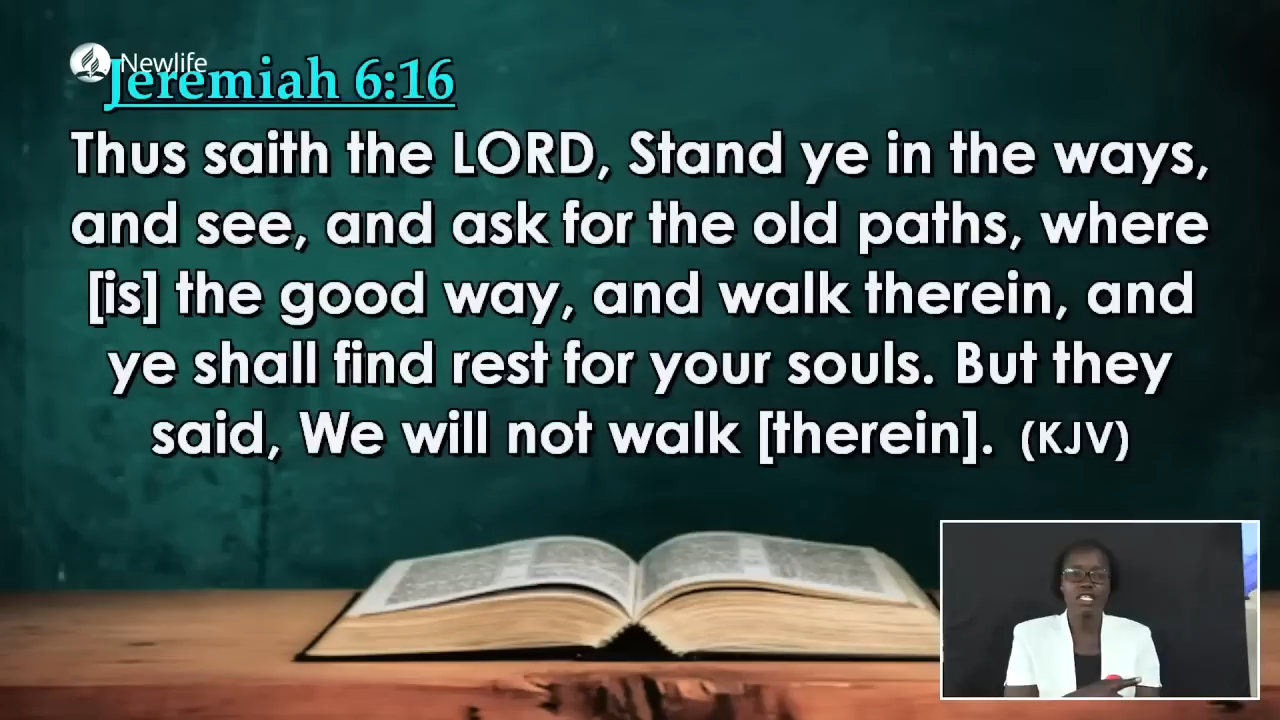 Newlife
Jeremiah 6:16
Thus saith the LORD, Stand ye in the ways,
and see, and ask for the old paths, where
[is] the good way, and walk therein, and
ye shall find rest for your souls. But they
said, We will not walk [therein]. (KJV)